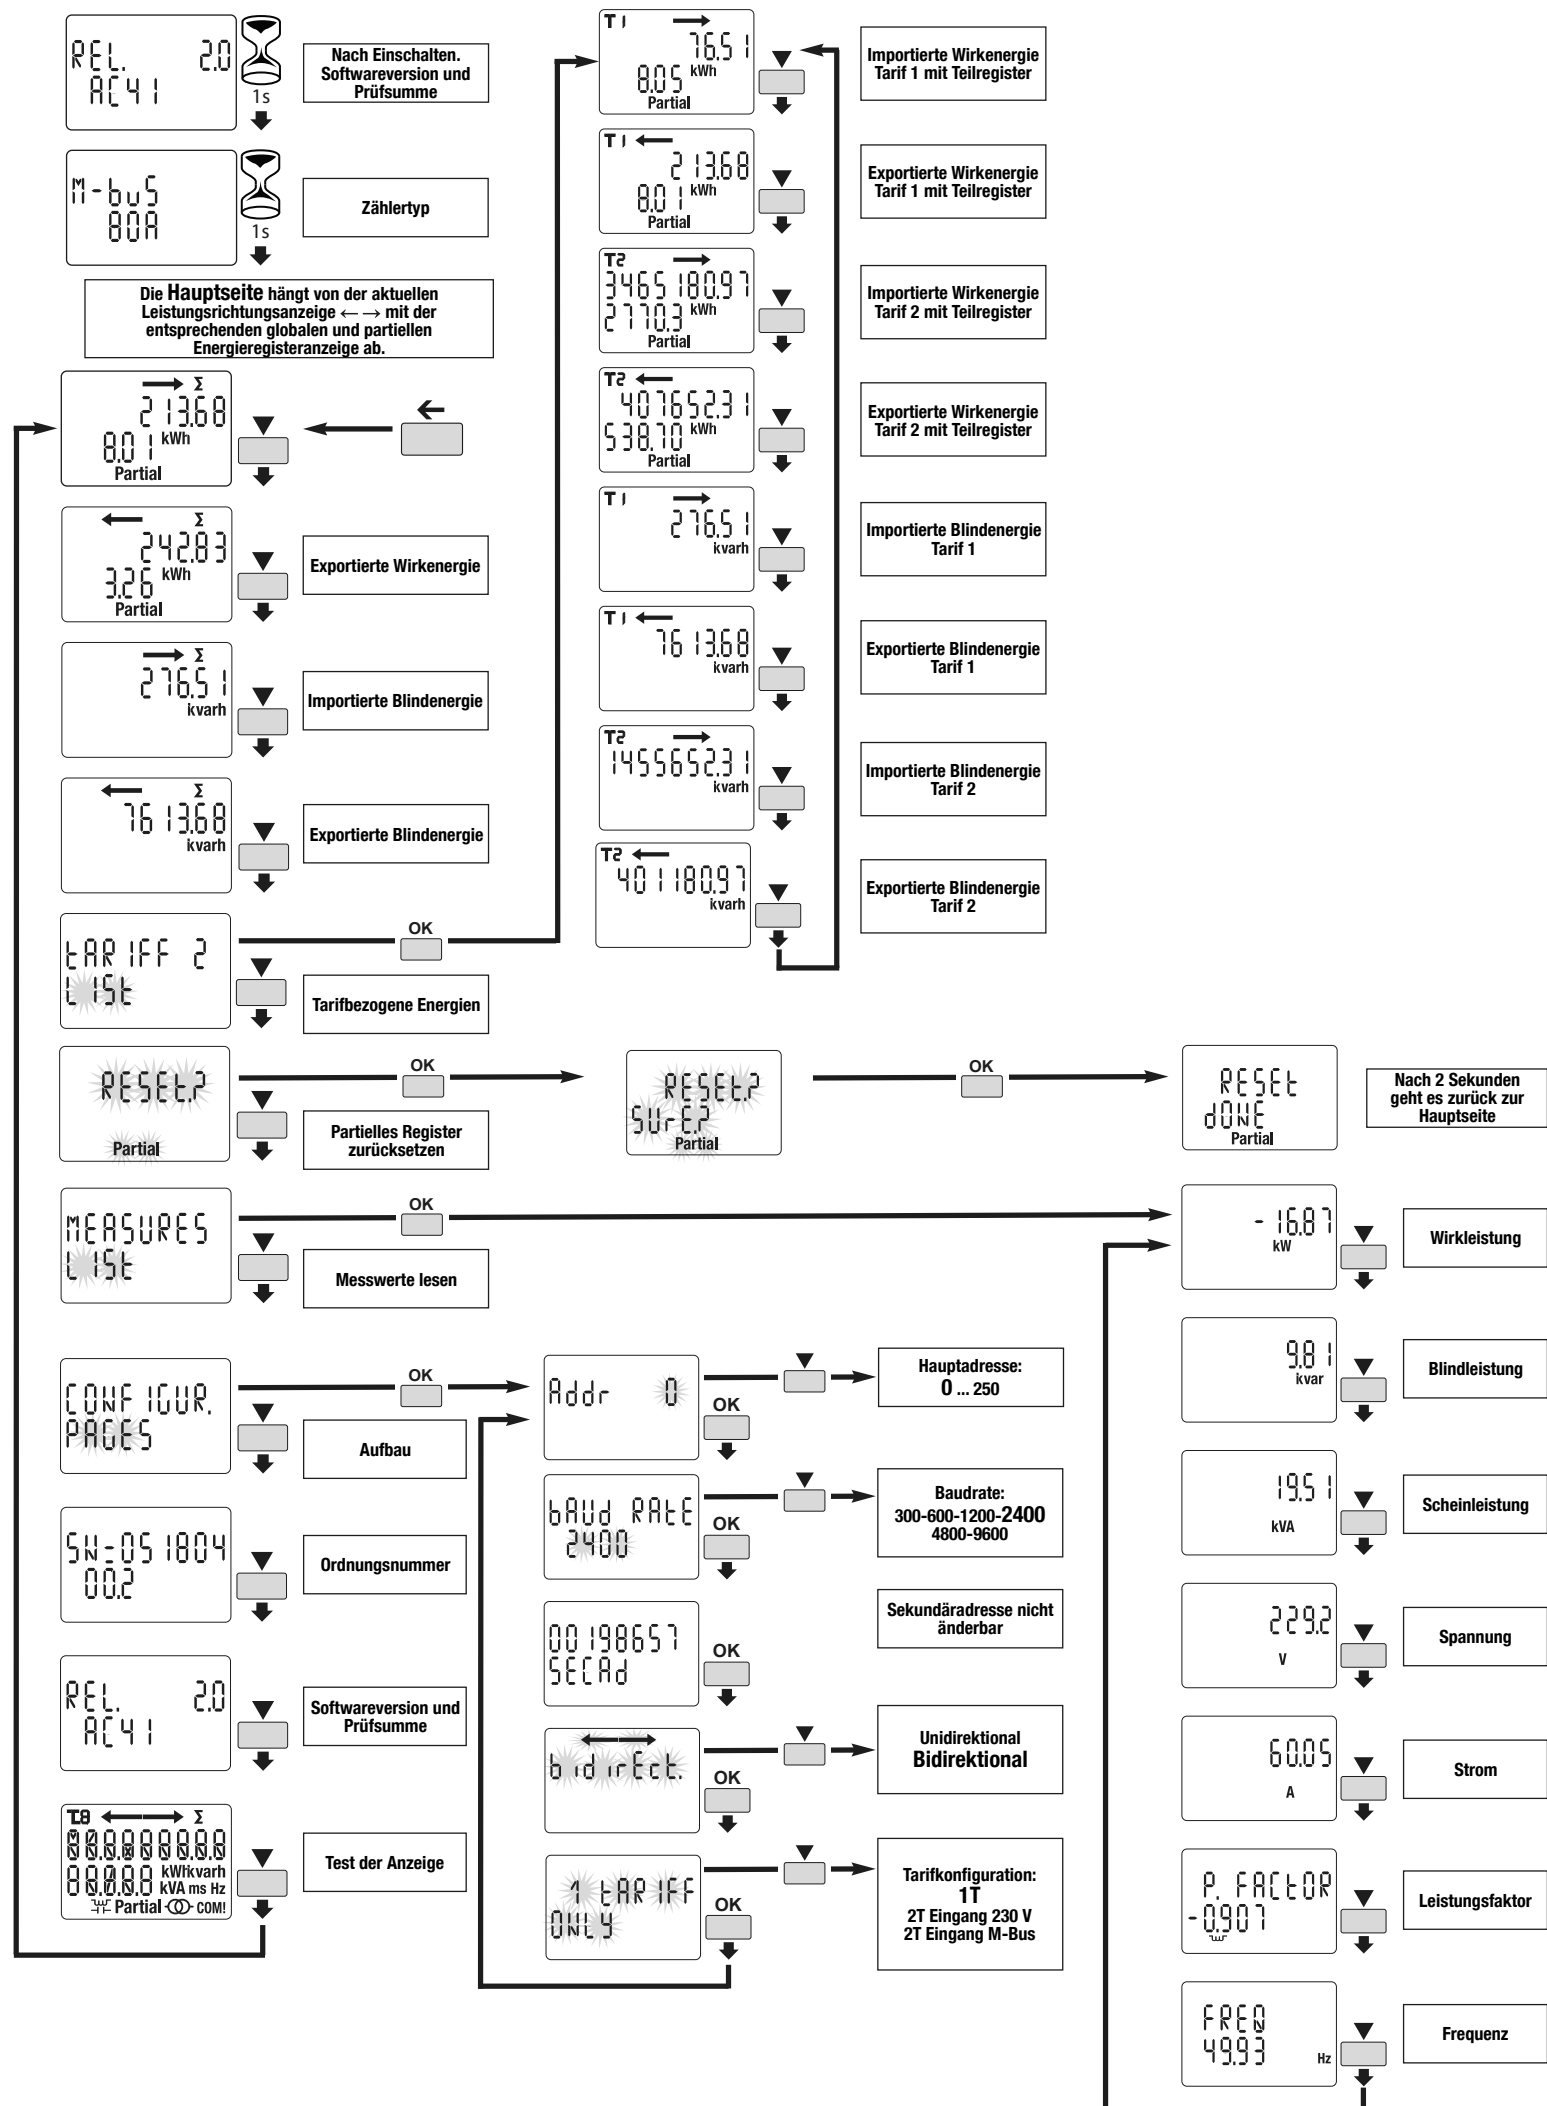 REL. 2.0
AC41
1s
Nach Einschalten.
Softwareversion und
Prüfsumme
M-buS
80A
1s
Zählertyp
Die Hauptseite hängt von der aktuellen
Leistungsrichtungsanzeige ←→ mit der
entsprechenden globalen und partiellen
Energieregisteranzeige ab.
→ Σ
213.68
8.01 kWh
Partial
←
← Σ
242.83
3.26 kWh
Partial
Exportierte Wirkenergie
→ Σ
276.51
kvarh
Importierte Blindenergie
← Σ
7613.68
kvarh
Exportierte Blindenergie
tARIFF 2
LISt
OK
Tarifbezogene Energien
T1 →
76.51
8.05 kWh
Partial
Importierte Wirkenergie
Tarif 1 mit Teilregister
T1 ←
213.68
8.01 kWh
Partial
Exportierte Wirkenergie
Tarif 1 mit Teilregister
T2 →
3465180.97
2770.3 kWh
Partial
Importierte Wirkenergie
Tarif 2 mit Teilregister
T2 ←
407652.31
538.70 kWh
Partial
Exportierte Wirkenergie
Tarif 2 mit Teilregister
T1 →
276.51
kvarh
Importierte Blindenergie
Tarif 1
T1 ←
7613.68
kvarh
Exportierte Blindenergie
Tarif 1
T2 →
1455652.31
kvarh
Importierte Blindenergie
Tarif 2
T2 ←
401180.97
kvarh
Exportierte Blindenergie
Tarif 2
RESEt.?
Partial
OK
Partielles Register
zurücksetzen
RESEt.?
SUrE.?
Partial
OK
RESEt
dONE
Partial
Nach 2 Sekunden
geht es zurück zur
Hauptseite
MEASURES
LISt
OK
Messwerte lesen
-16.87
kW
Wirkleistung
9.81
kvar
Blindleistung
19.51
kVA
Scheinleistung
229.2
V
Spannung
60.05
A
Strom
P. FACtOR
-0.907
Leistungsfaktor
FREQ
49.93 Hz
Frequenz
CONFIGUR.
PAGES
OK
Aufbau
Addr 0
OK
Hauptadresse:
0 ... 250
bAUd RAtE
2400
OK
Baudrate:
300-600-1200-2400
4800-9600
00198657
SECAd
OK
Sekundäradresse nicht
änderbar
←→
bidirEct.
OK
Unidirektional
Bidirektional
1 tARIFF
ONLY
OK
Tarifkonfiguration:
1T
2T Eingang 230 V
2T Eingang M-Bus
SN=051804
00.2
Ordnungsnummer
REL. 2.0
AC41
Softwareversion und
Prüfsumme
T.8 ←→ Σ
88.8.8.8.8.8.8
88.8.8.8 kWhkvarh
kVA ms Hz
Partial COM!
Test der Anzeige